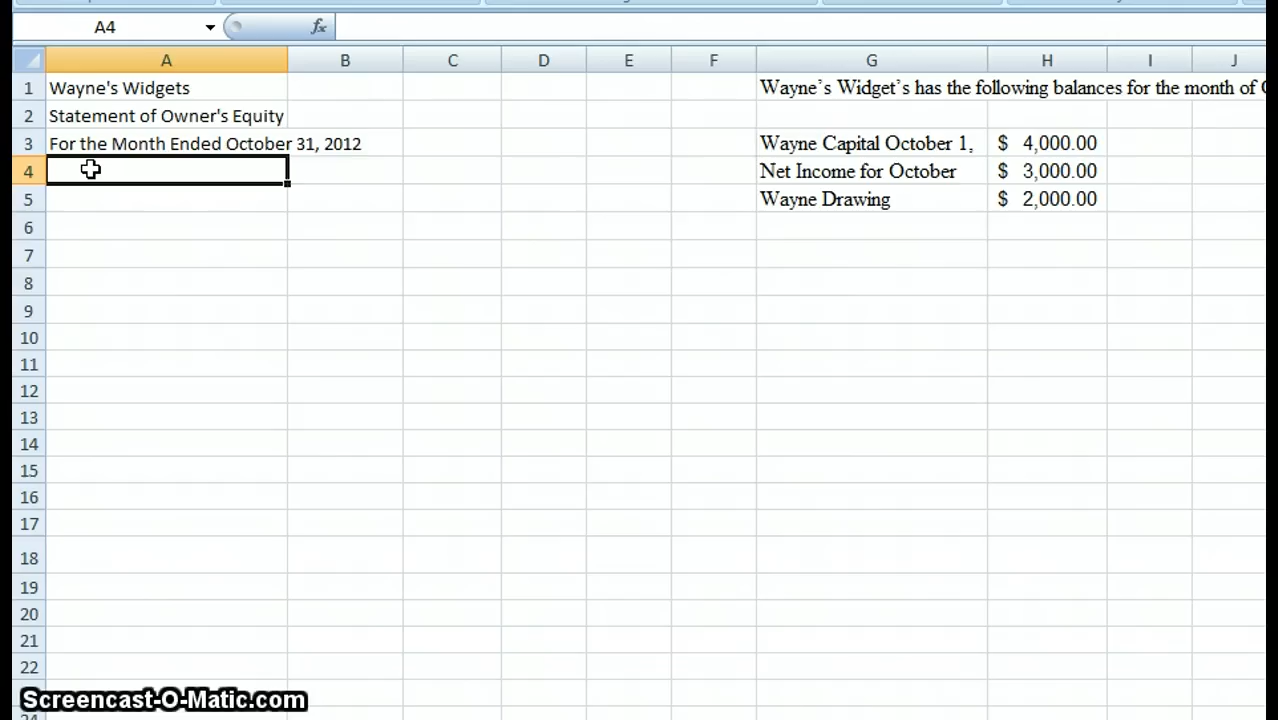 A4
fx
A B C D E F G H I J
1 Wayne's Widgets Wayne's Widget's has the following balances for the month of
2 Statement of Owner's Equity
3 For the Month Ended October 31, 2012 Wayne Capital October 1, $ 4,000.00
4 Net Income for October $ 3,000.00
5 Wayne Drawing $ 2,000.00
6
7
8
9
10
11
12
13
14
15
16
17
18
19
20
21
22
Screencast-O-Matic.com